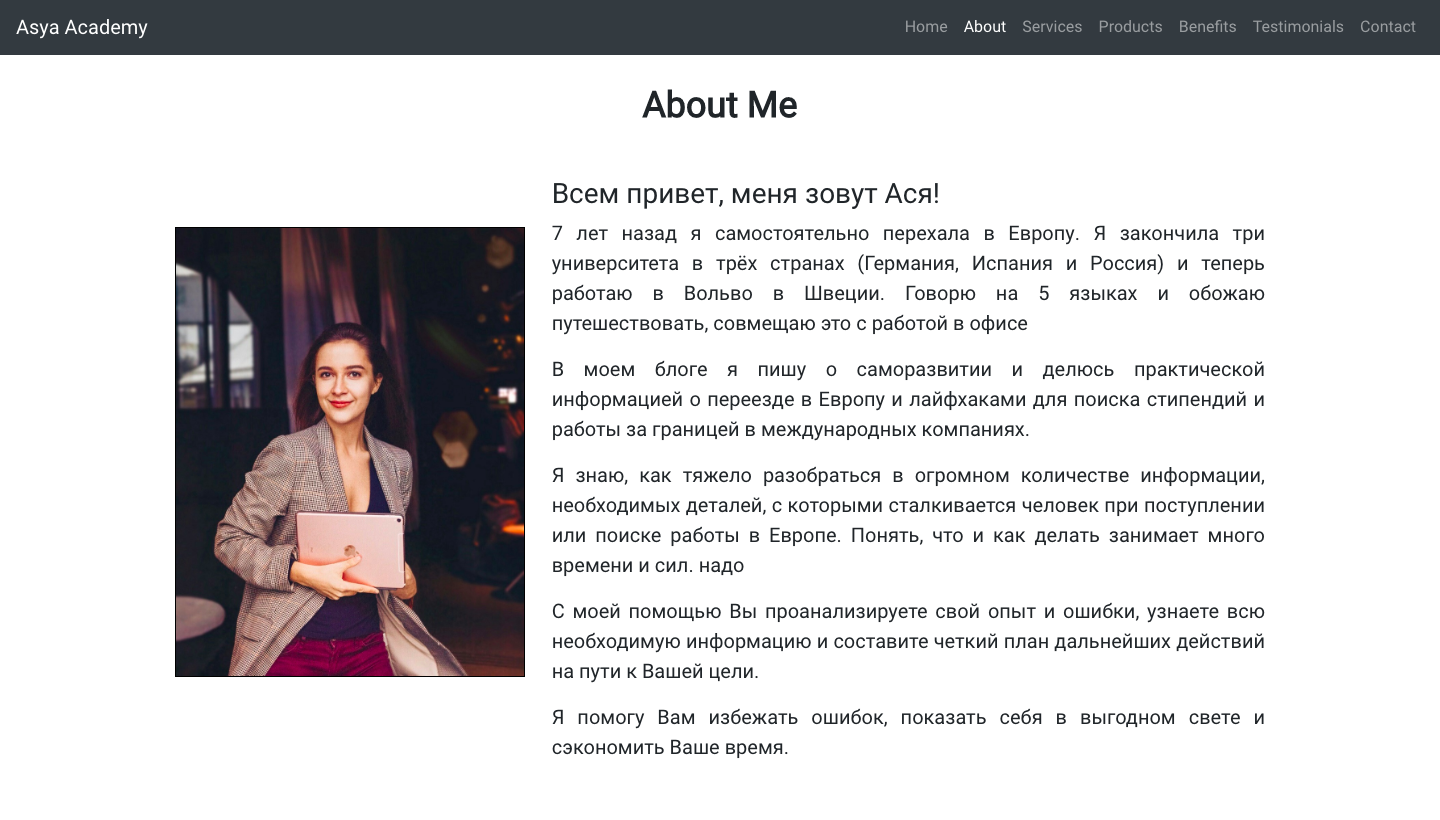 Asya Academy
Home About Services Products Benefits Testimonials Contact
About Me
Всем привет, меня зовут Ася!
7 лет назад я самостоятельно перехала в Европу. Я закончила три
университета в трёх странах (Германия, Испания и Россия) и теперь
работаю в Вольво в Швеции. Говорю на 5 языках и обожаю
путешествовать, совмещаю это с работой в офисе
В моем блоге я пишу о саморазвитии и делюсь практической
информацией о переезде в Европу и лайфхаками для поиска стипендий и
работы за границей в международных компаниях.
Я знаю, как тяжело разобраться в огромном количестве информации,
необходимых деталей, с которыми сталкивается человек при поступлении
или поиске работы в Европе. Понять, что и как делать занимает много
времени и сил. надо
С моей помощью Вы проанализируете свой опыт и ошибки, узнаете всю
необходимую информацию и составите четкий план дальнейших действий
на пути к Вашей цели.
Я помогу Вам избежать ошибок, показать себя в выгодном свете и
сэкономить Ваше время.